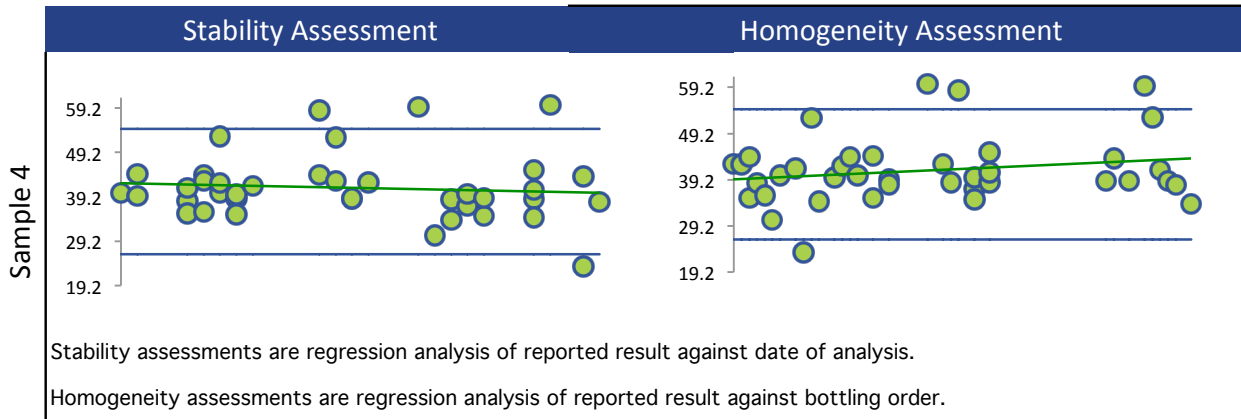 Stability Assessment
Homogeneity Assessment
Sample 4
59.2
49.2
39.2
29.2
19.2
59.2
49.2
39.2
29.2
19.2
Stability assessments are regression analysis of reported result against date of analysis.
Homogeneity assessments are regression analysis of reported result against bottling order.